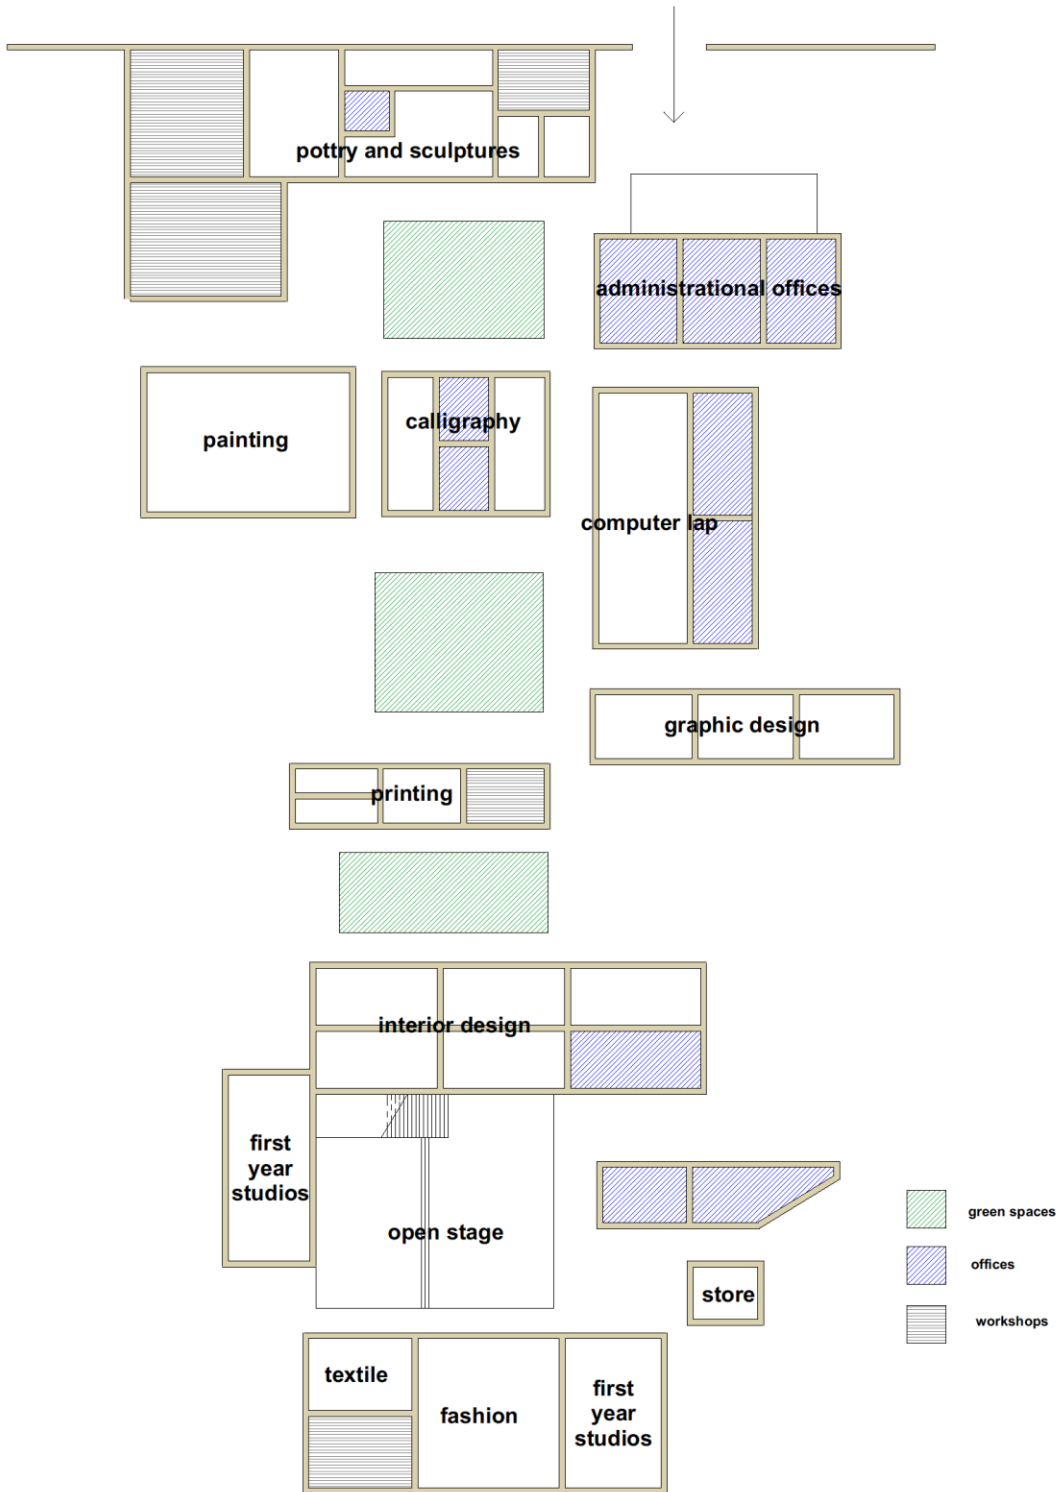 pottry and sculptures
administrational offices
calligraphy
painting
computer lap
graphic design
printing
interior design
first
year
studios
open stage
green spaces
offices
store
workshops
textile
fashion
first
year
studios